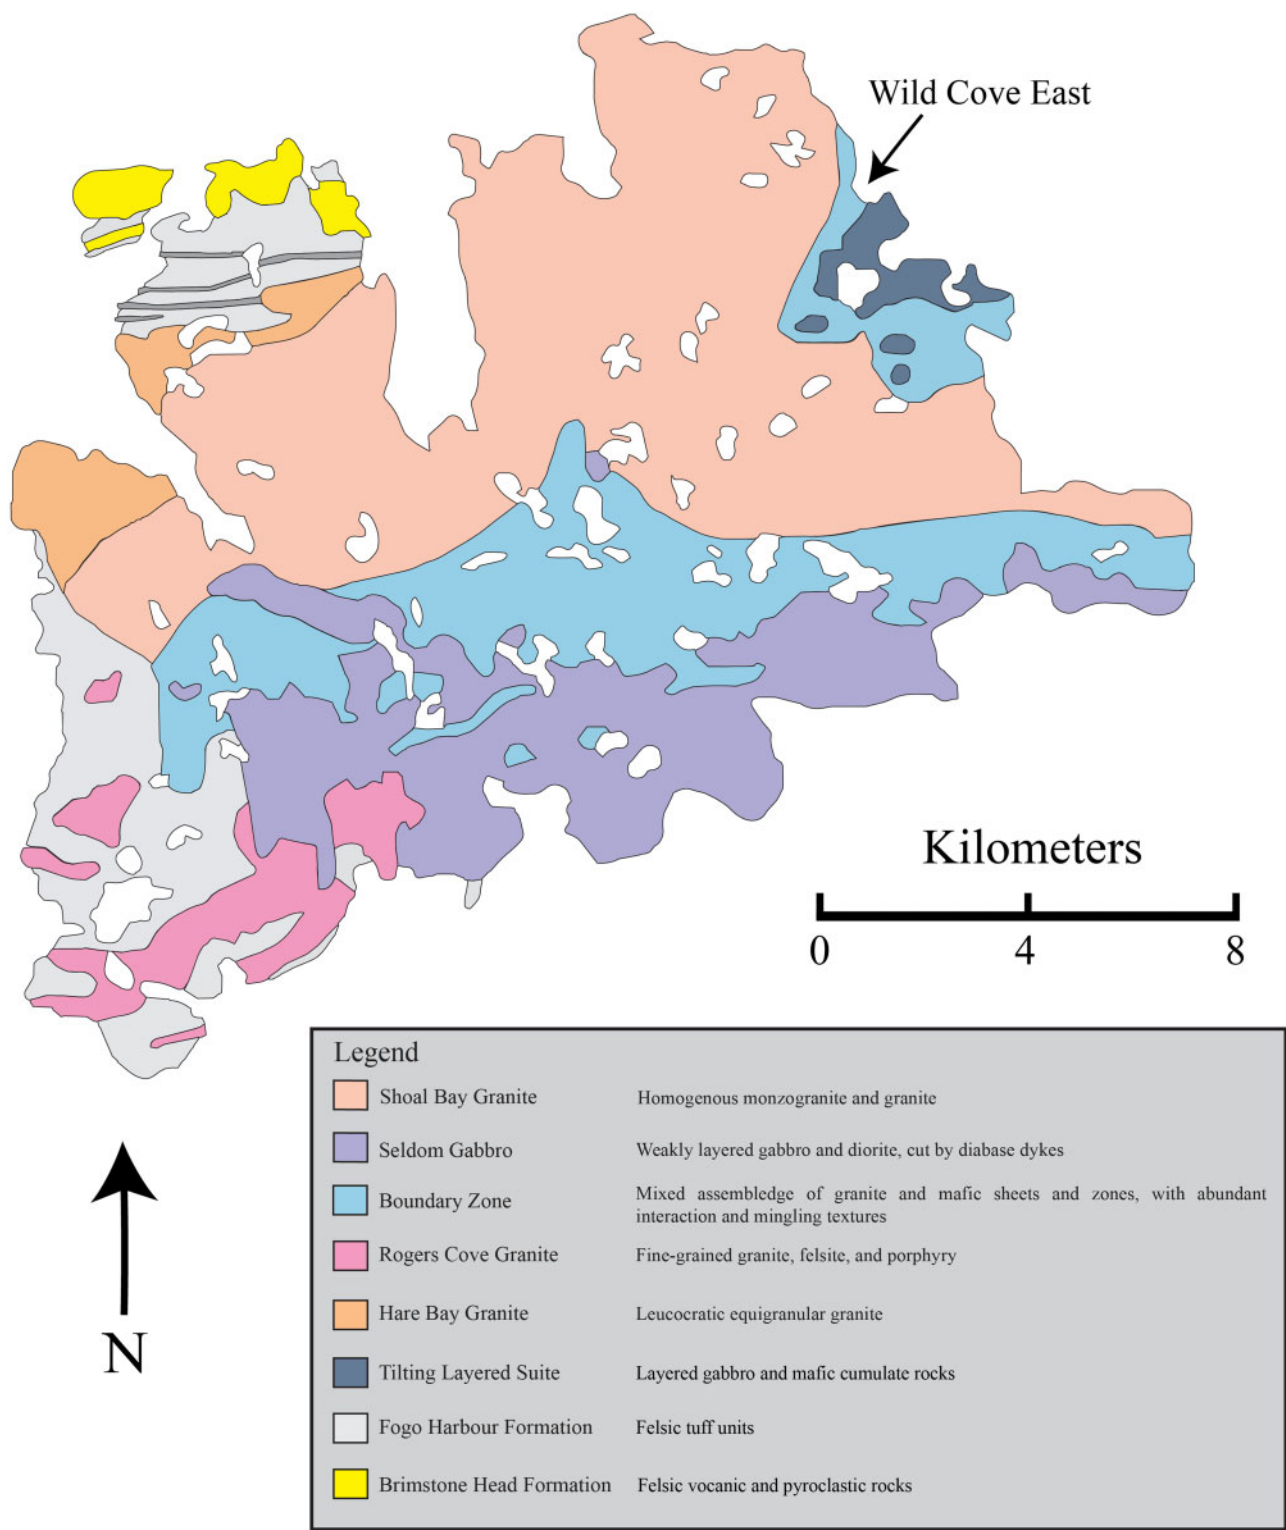 Wild Cove East
Kilometers
0 4 8
Legend
Shoal Bay Granite Homogenous monzogranite and granite
Seldom Gabbro Weakly layered gabbro and diorite, cut by diabase dykes
Boundary Zone Mixed assembledge of granite and mafic sheets and zones, with abundant
interaction and mingling textures
Rogers Cove Granite Fine-grained granite, felsite, and porphyry
Hare Bay Granite Leucocratic equigranular granite
Tilting Layered Suite Layered gabbro and mafic cumulate rocks
Fogo Harbour Formation Felsic tuff units
Brimstone Head Formation Felsic vocanic and pyroclastic rocks
N